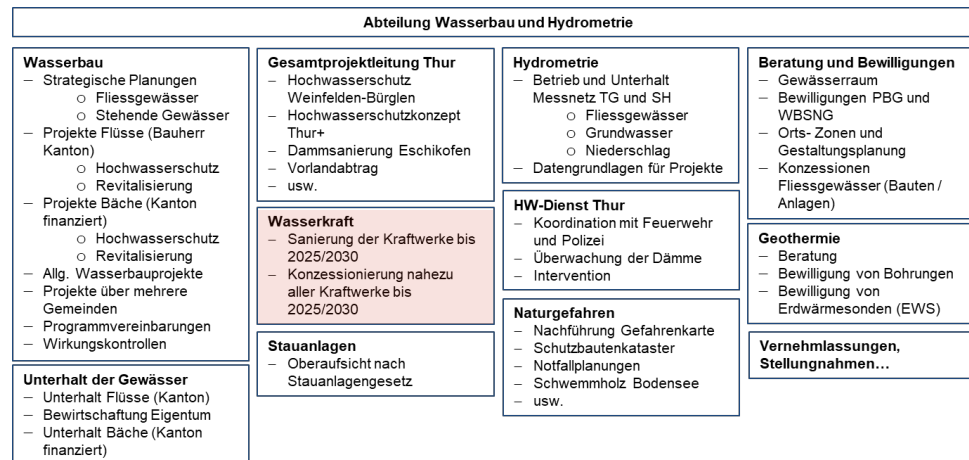 Abteilung Wasserbau und Hydrometrie
Wasserbau
– Strategische Planungen
o Fliessgewässer
o Stehende Gewässer
– Projekte Flüsse (Bauherr
Kanton)
o Hochwasserschutz
o Revitalisierung
– Projekte Bäche (Kanton
finanziert)
o Hochwasserschutz
o Revitalisierung
– Allg. Wasserbauprojekte
– Projekte über mehrere
Gemeinden
– Programmvereinbarungen
– Wirkungskontrollen
Unterhalt der Gewässer
– Unterhalt Flüsse (Kanton)
– Bewirtschaftung Eigentum
– Unterhalt Bäche (Kanton
finanziert)
Gesamtprojektleitung Thur
– Hochwasserschutz
Weinfelden-Bürglen
– Hochwasserschutzkonzept
Thur+
– Dammsanierung Eschikofen
– Vorlandabtrag
– usw.
Wasserkraft
– Sanierung der Kraftwerke bis
2025/2030
– Konzessionierung nahezu
aller Kraftwerke bis
2025/2030
Stauanlagen
– Oberaufsicht nach
Stauanlagengesetz
Hydrometrie
– Betrieb und Unterhalt
Messnetz TG und SH
o Fliessgewässer
o Grundwasser
o Niederschlag
– Datengrundlagen für Projekte
HW-Dienst Thur
– Koordination mit Feuerwehr
und Polizei
– Überwachung der Dämme
– Intervention
Naturgefahren
– Nachführung Gefahrenkarte
– Schutzbautenkataster
– Notfallplanungen
– Schwemmholz Bodensee
– usw.
Beratung und Bewilligungen
– Gewässerraum
– Bewilligungen PBG und
WBSNG
– Orts- Zonen und
Gestaltungsplanung
– Konzessionen
Fliessgewässer (Bauten /
Anlagen)
Geothermie
– Beratung
– Bewilligung von Bohrungen
– Bewilligung von
Erdwärmesonden (EWS)
Vernehmlassungen,
Stellungnahmen…